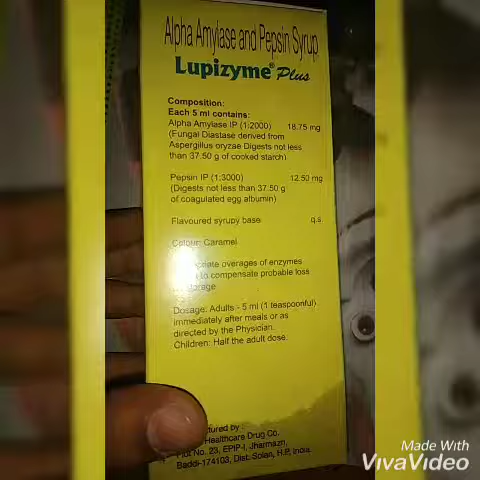 Alpha Amylase and Pepsin Syrup
Lupizyme® Plus
Composition:
Each 5 ml contains:
Alpha Amylase IP (1:2000) 18.75 mg
(Fungal Diastase derived from
Aspergillus oryzae Digests not less
than 37.50 g of cooked starch)
Pepsin IP (1:3000) 12.50 mg
(Digests not less than 37.50 g
of coagulated egg albumin)
Flavoured syrupy base q.s.
Colour: Caramel
overages of enzymes
to compensate probable loss
storage
Dosage: Adults - 5 ml (1 teaspoonful)
immediately after meals or as
directed by the Physician.
Children: Half the adult dose.
by :
Healthcare Drug Co.
Plot No. 23, EPIP-I, Jharmajri,
Baddi-174103, Dist. Solan, H.P. India.
Made With
VivaVideo